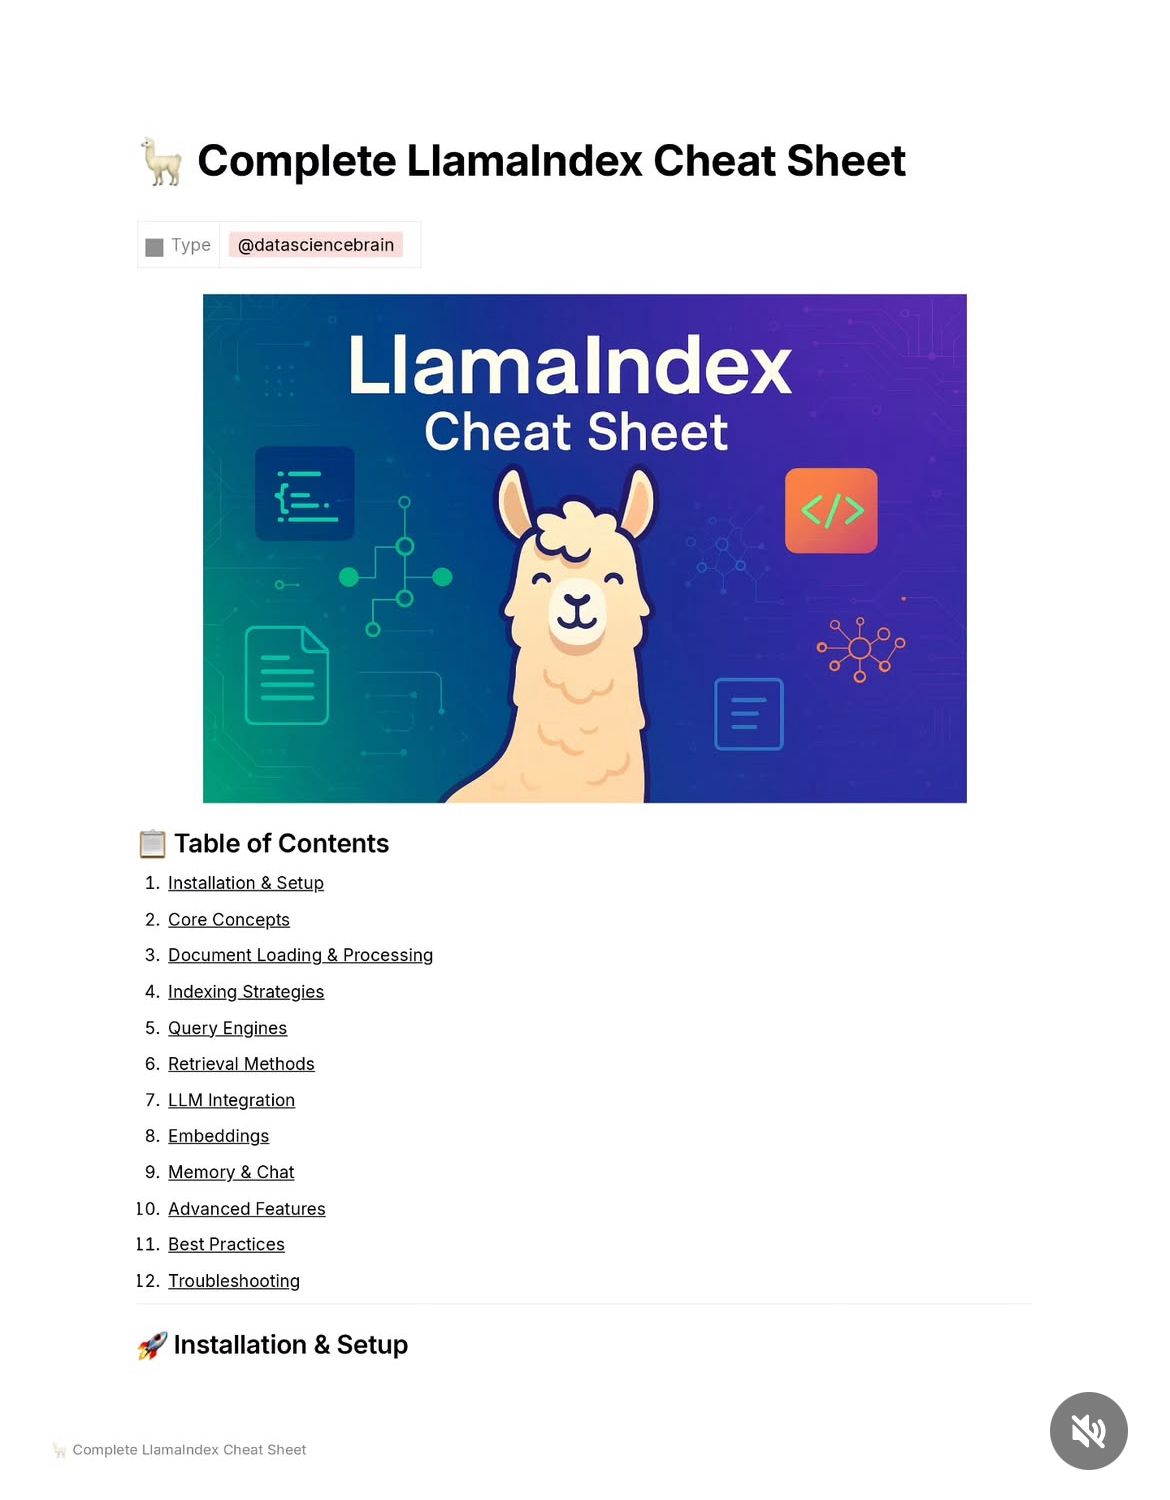 Complete LlamaIndex Cheat Sheet
Type @datasciencebrain
LlamaIndex
Cheat Sheet
Table of Contents
1. Installation & Setup
2. Core Concepts
3. Document Loading & Processing
4. Indexing Strategies
5. Query Engines
6. Retrieval Methods
7. LLM Integration
8. Embeddings
9. Memory & Chat
10. Advanced Features
11. Best Practices
12. Troubleshooting
Installation & Setup
Complete LlamaIndex Cheat Sheet